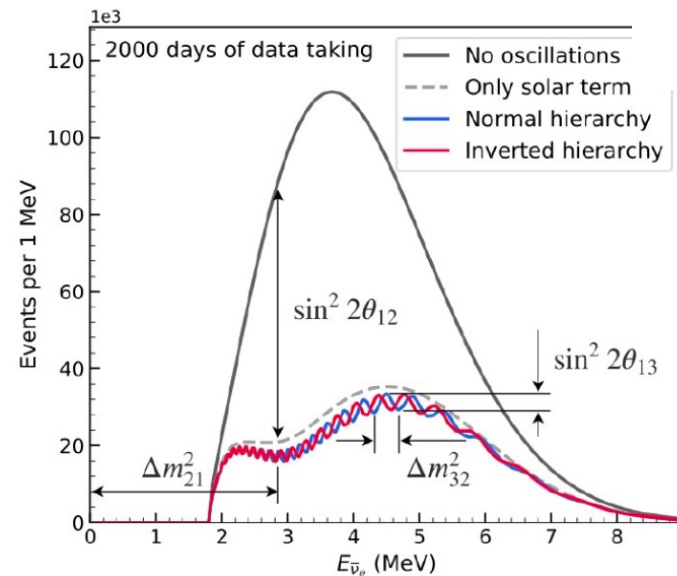 1e3
2000 days of data taking
No oscillations
Only solar term
Normal hierarchy
Inverted hierarchy
120
100
80
60
40
20
0
Events per 1 MeV
sin² 2θ₁₂
sin² 2θ₁₃
Δm²₂₁
Δm²₃₂
0 1 2 3 4 5 6 7 8
E_ν̄ₑ (MeV)